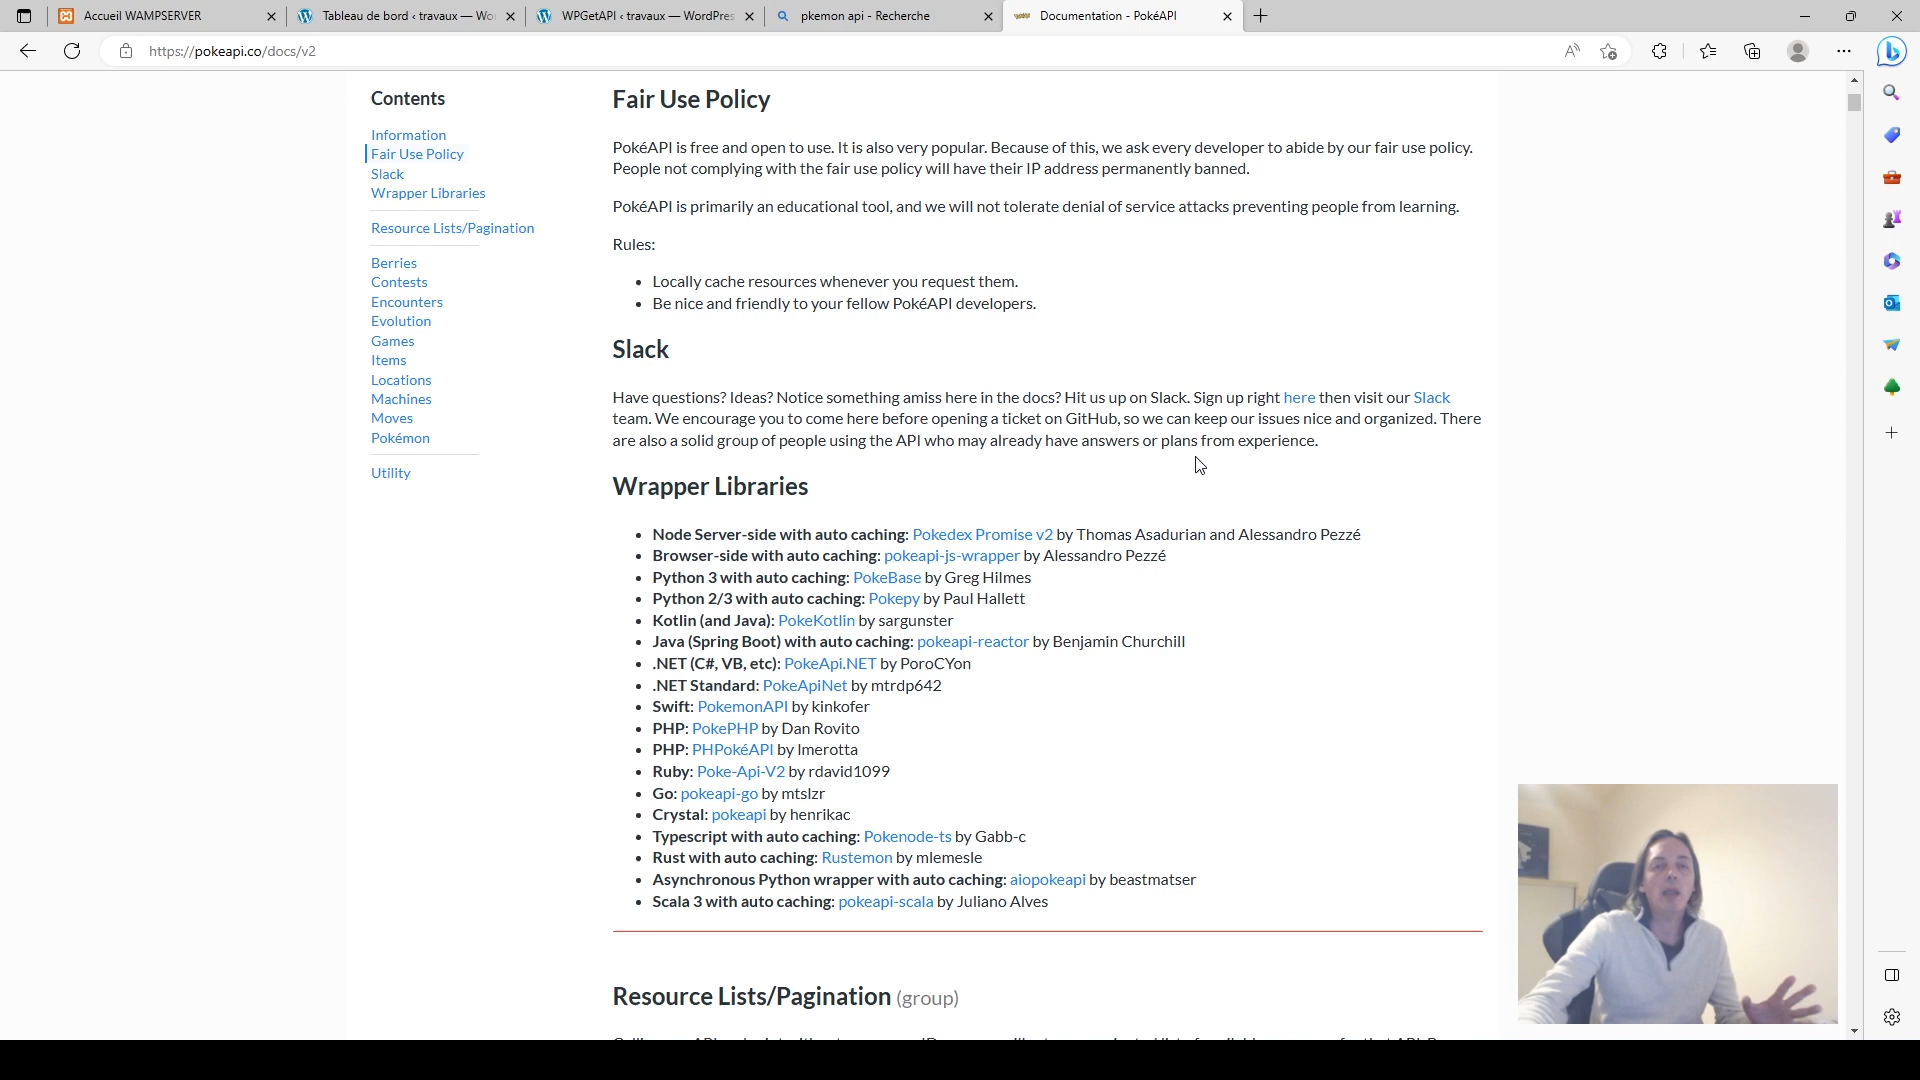 Accueil WAMPSERVER
Tableau de bord ‹ travaux — Wo
WPGetAPI ‹ travaux — WordPres
pkemon api - Recherche
Documentation - PokéAPI
https://pokeapi.co/docs/v2
Contents
Information
Fair Use Policy
Slack
Wrapper Libraries
Resource Lists/Pagination
Berries
Contests
Encounters
Evolution
Games
Items
Locations
Machines
Moves
Pokémon
Utility
Fair Use Policy
PokéAPI is free and open to use. It is also very popular. Because of this, we ask every developer to abide by our fair use policy.
People not complying with the fair use policy will have their IP address permanently banned.
PokéAPI is primarily an educational tool, and we will not tolerate denial of service attacks preventing people from learning.
Rules:
• Locally cache resources whenever you request them.
• Be nice and friendly to your fellow PokéAPI developers.
Slack
Have questions? Ideas? Notice something amiss here in the docs? Hit us up on Slack. Sign up right here then visit our Slack
team. We encourage you to come here before opening a ticket on GitHub, so we can keep our issues nice and organized. There
are also a solid group of people using the API who may already have answers or plans from experience.
Wrapper Libraries
• Node Server-side with auto caching: Pokedex Promise v2 by Thomas Asadurian and Alessandro Pezzé
• Browser-side with auto caching: pokeapi-js-wrapper by Alessandro Pezzé
• Python 3 with auto caching: PokeBase by Greg Hilmes
• Python 2/3 with auto caching: Pokepy by Paul Hallett
• Kotlin (and Java): PokeKotlin by sargunster
• Java (Spring Boot) with auto caching: pokeapi-reactor by Benjamin Churchill
• .NET (C#, VB, etc): PokeApi.NET by PoroCYon
• .NET Standard: PokeApiNet by mtrdp642
• Swift: PokemonAPI by kinkofer
• PHP: PokePHP by Dan Rovito
• PHP: PHPokéAPI by lmerotta
• Ruby: Poke-Api-V2 by rdavid1099
• Go: pokeapi-go by mtslzr
• Crystal: pokeapi by henrikac
• Typescript with auto caching: Pokenode-ts by Gabb-c
• Rust with auto caching: Rustemon by mlemesle
• Asynchronous Python wrapper with auto caching: aiopokeapi by beastmatser
• Scala 3 with auto caching: pokeapi-scala by Juliano Alves
Resource Lists/Pagination (group)